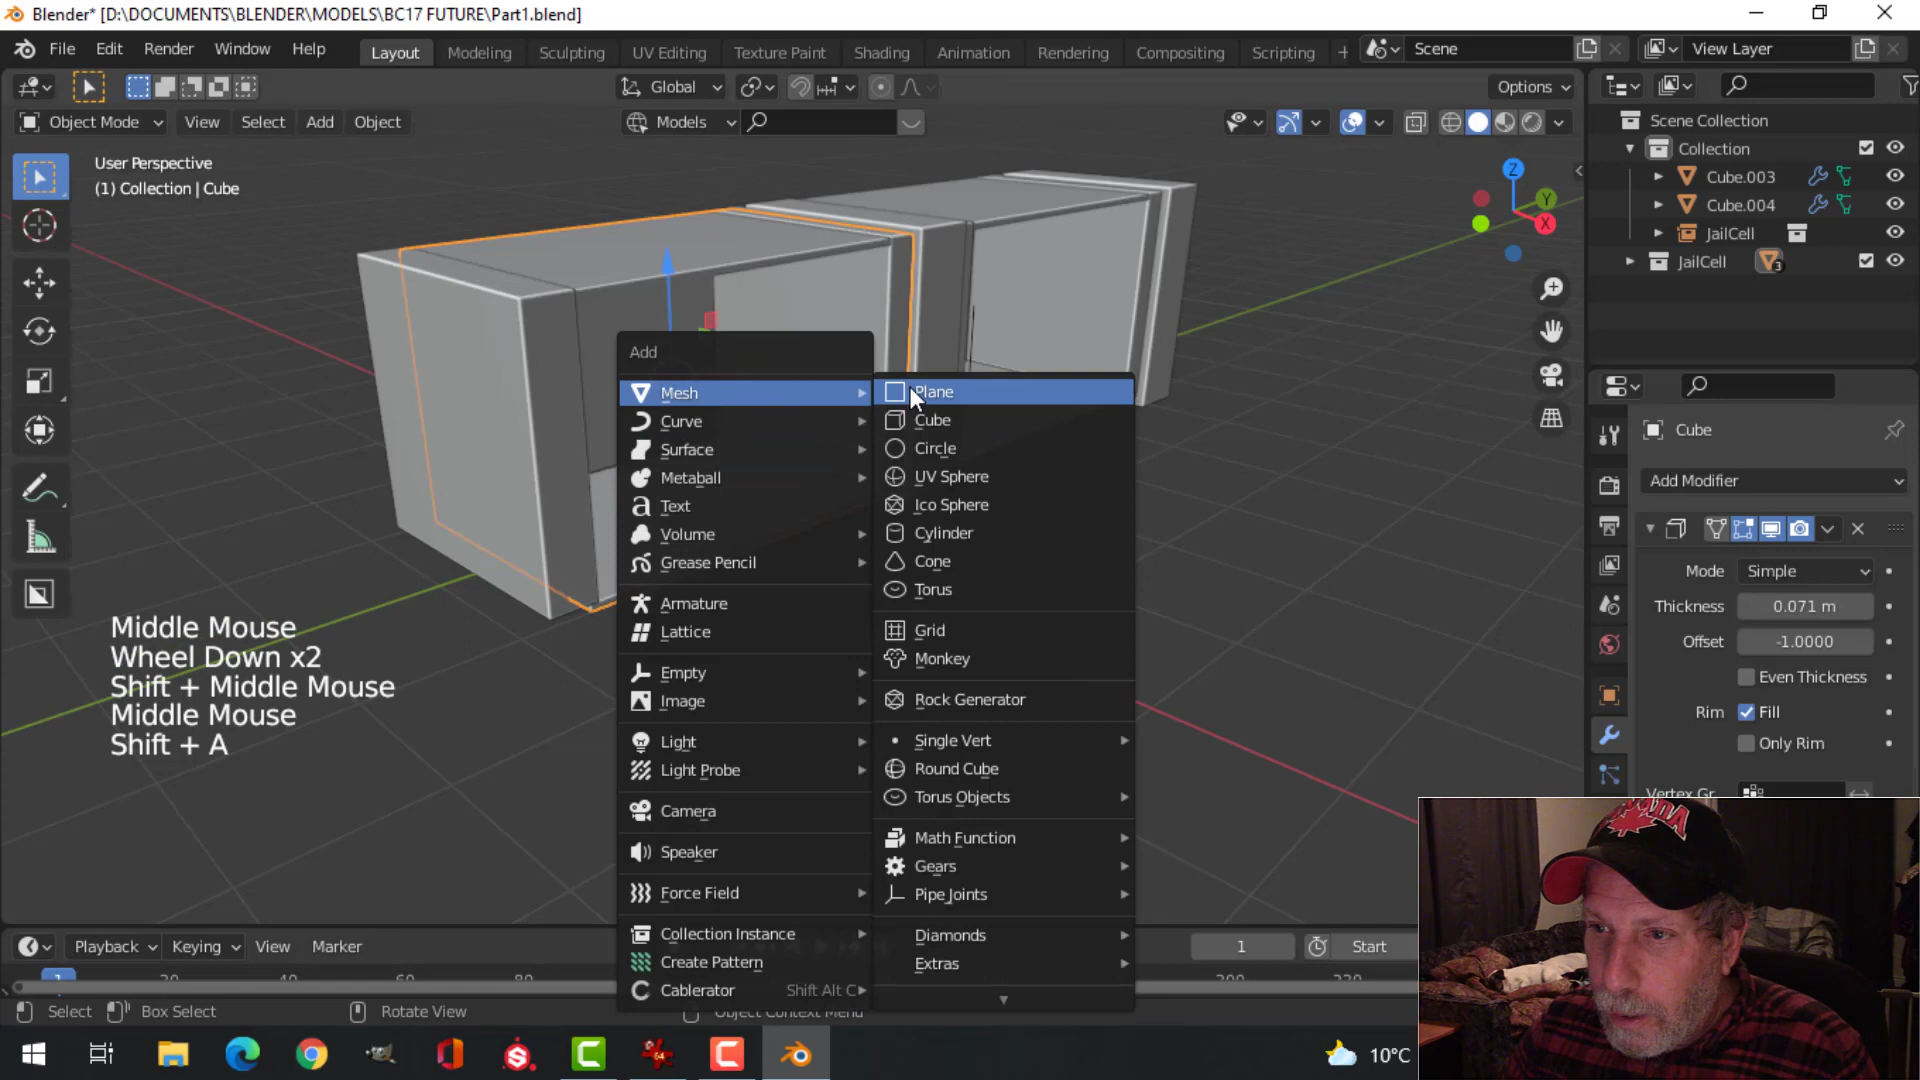 Blender* [D:\DOCUMENTS\BLENDER\MODELS\BC17 FUTURE\Part1.blend]
File Edit Render Window Help
Layout Modeling Sculpting UV Editing Texture Paint Shading Animation Rendering Compositing Scripting
Scene
View Layer
Global
Options
Object Mode View Select Add Object
Models
User Perspective
(1) Collection | Cube
Scene Collection
Collection
Cube.003
Cube.004
JailCell
JailCell 3
Z
Y
X
Add
Mesh
Curve
Surface
Metaball
Text
Volume
Grease Pencil
Armature
Lattice
Empty
Image
Light
Light Probe
Camera
Speaker
Force Field
Collection Instance
Create Pattern
Cablerator Shift Alt C
Plane
Cube
Circle
UV Sphere
Ico Sphere
Cylinder
Cone
Torus
Grid
Monkey
Rock Generator
Single Vert
Round Cube
Torus Objects
Math Function
Gears
Pipe Joints
Diamonds
Extras
Middle Mouse
Wheel Down x2
Shift + Middle Mouse
Middle Mouse
Shift + A
Cube
Add Modifier
Mode Simple
Thickness 0.071 m
Offset -1.0000
Even Thickness
Rim Fill
Only Rim
Vertex Gr.
Playback Keying View Marker
1 Start
Select Box Select Rotate View Object Context Menu
10°C